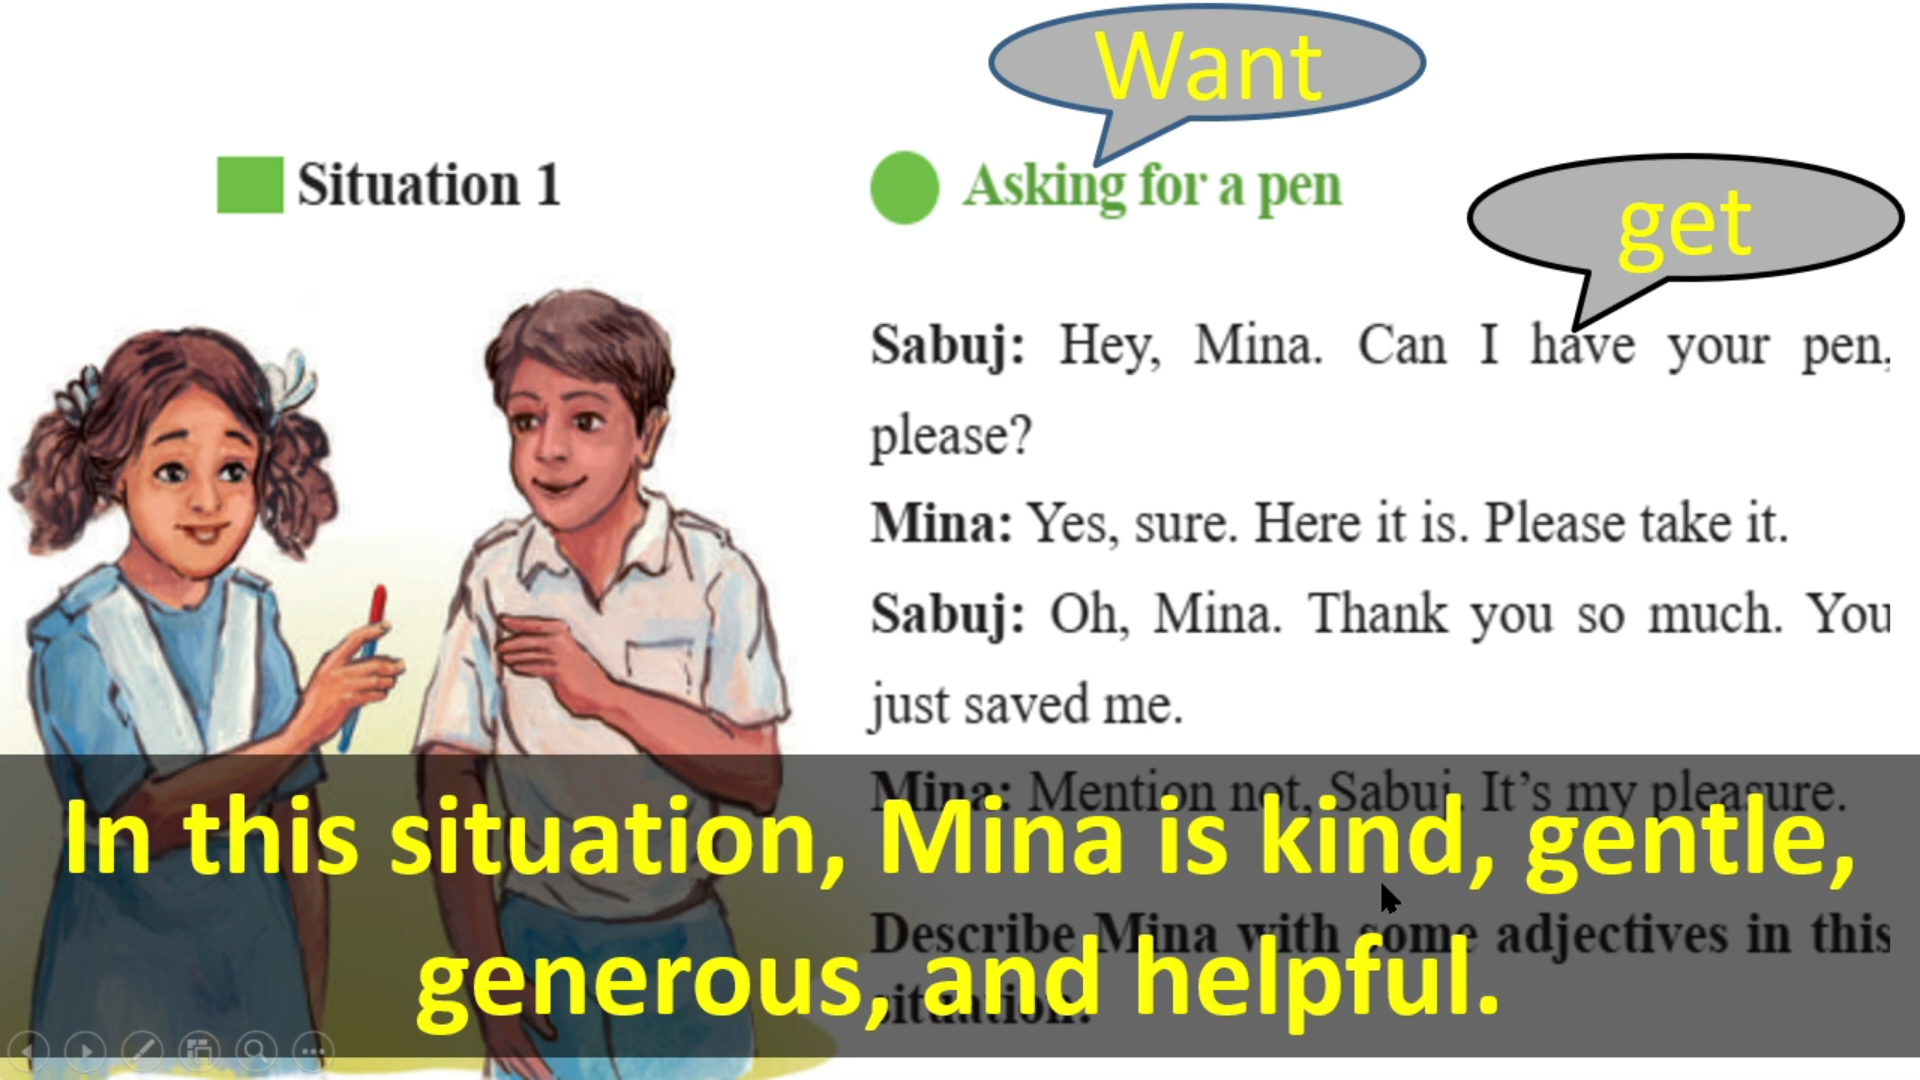 Want
Situation 1
Asking for a pen
get
Sabuj: Hey, Mina. Can I have your pen,
please?
Mina: Yes, sure. Here it is. Please take it.
Sabuj: Oh, Mina. Thank you so much. You
just saved me.
Mina: Mention not, Sabuj. It's my pleasure.
In this situation, Mina is kind, gentle,
Describe Mina with some adjectives in this
generous, and helpful.
situation.